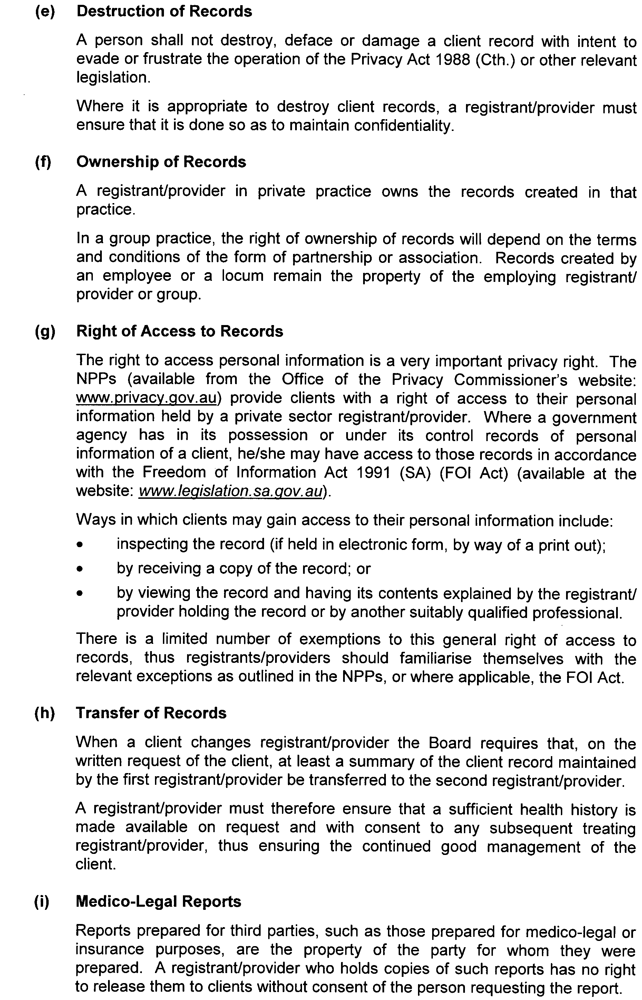 (e) Destruction of Records
A person shall not destroy, deface or damage a client record with intent to
evade or frustrate the operation of the Privacy Act 1988 (Cth.) or other relevant
legislation.
Where it is appropriate to destroy client records, a registrant/provider must
ensure that it is done so as to maintain confidentiality.
(f) Ownership of Records
A registrant/provider in private practice owns the records created in that
practice.
In a group practice, the right of ownership of records will depend on the terms
and conditions of the form of partnership or association. Records created by
an employee or a locum remain the property of the employing registrant/
provider or group.
(g) Right of Access to Records
The right to access personal information is a very important privacy right. The
NPPs (available from the Office of the Privacy Commissioner's website:
www.privacy.gov.au) provide clients with a right of access to their personal
information held by a private sector registrant/provider. Where a government
agency has in its possession or under its control records of personal
information of a client, he/she may have access to those records in accordance
with the Freedom of Information Act 1991 (SA) (FOI Act) (available at the
website: www.legislation.sa.gov.au).
Ways in which clients may gain access to their personal information include:
• inspecting the record (if held in electronic form, by way of a print out);
• by receiving a copy of the record; or
• by viewing the record and having its contents explained by the registrant/
provider holding the record or by another suitably qualified professional.
There is a limited number of exemptions to this general right of access to
records, thus registrants/providers should familiarise themselves with the
relevant exceptions as outlined in the NPPs, or where applicable, the FOI Act.
(h) Transfer of Records
When a client changes registrant/provider the Board requires that, on the
written request of the client, at least a summary of the client record maintained
by the first registrant/provider be transferred to the second registrant/provider.
A registrant/provider must therefore ensure that a sufficient health history is
made available on request and with consent to any subsequent treating
registrant/provider, thus ensuring the continued good management of the
client.
(i) Medico-Legal Reports
Reports prepared for third parties, such as those prepared for medico-legal or
insurance purposes, are the property of the party for whom they were
prepared. A registrant/provider who holds copies of such reports has no right
to release them to clients without consent of the person requesting the report.